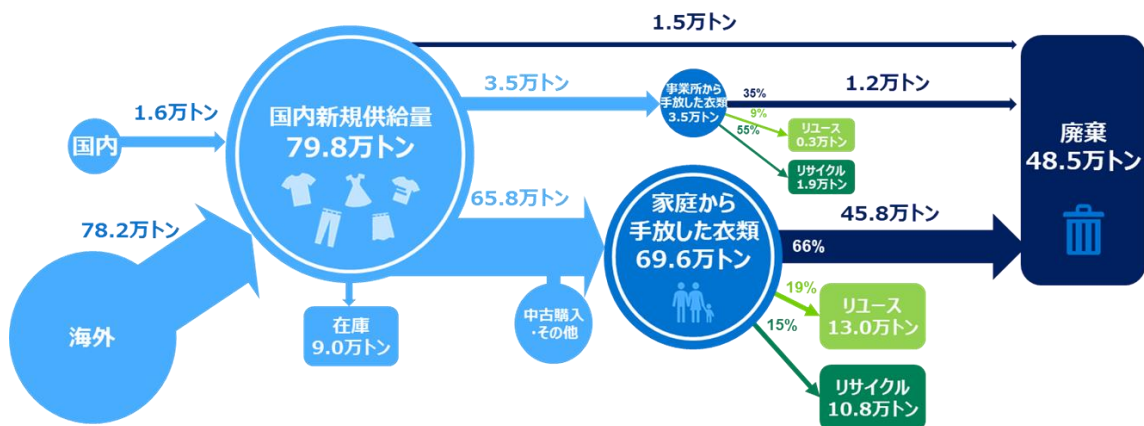 1.5万トン
3.5万トン
事業所から
手放した衣類
3.5万トン
35%
1.2万トン
9%
55%
リユース
0.3万トン
リサイクル
1.9万トン
国内
1.6万トン
国内新規供給量
79.8万トン
78.2万トン
海外
在庫
9.0万トン
65.8万トン
中古購入
・その他
家庭から
手放した衣類
69.6万トン
45.8万トン
66%
19%
15%
リユース
13.0万トン
リサイクル
10.8万トン
廃棄
48.5万トン